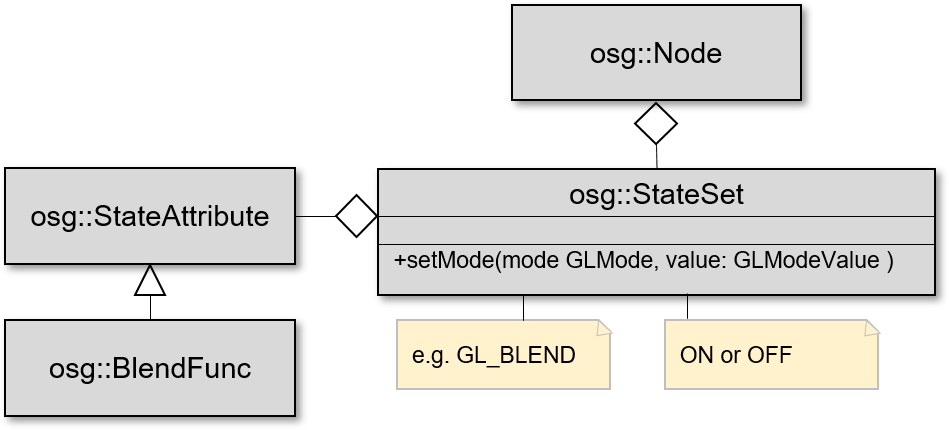 osg::Node
osg::StateAttribute
osg::StateSet
+setMode(mode GLMode, value: GLModeValue )
osg::BlendFunc
e.g. GL_BLEND
ON or OFF